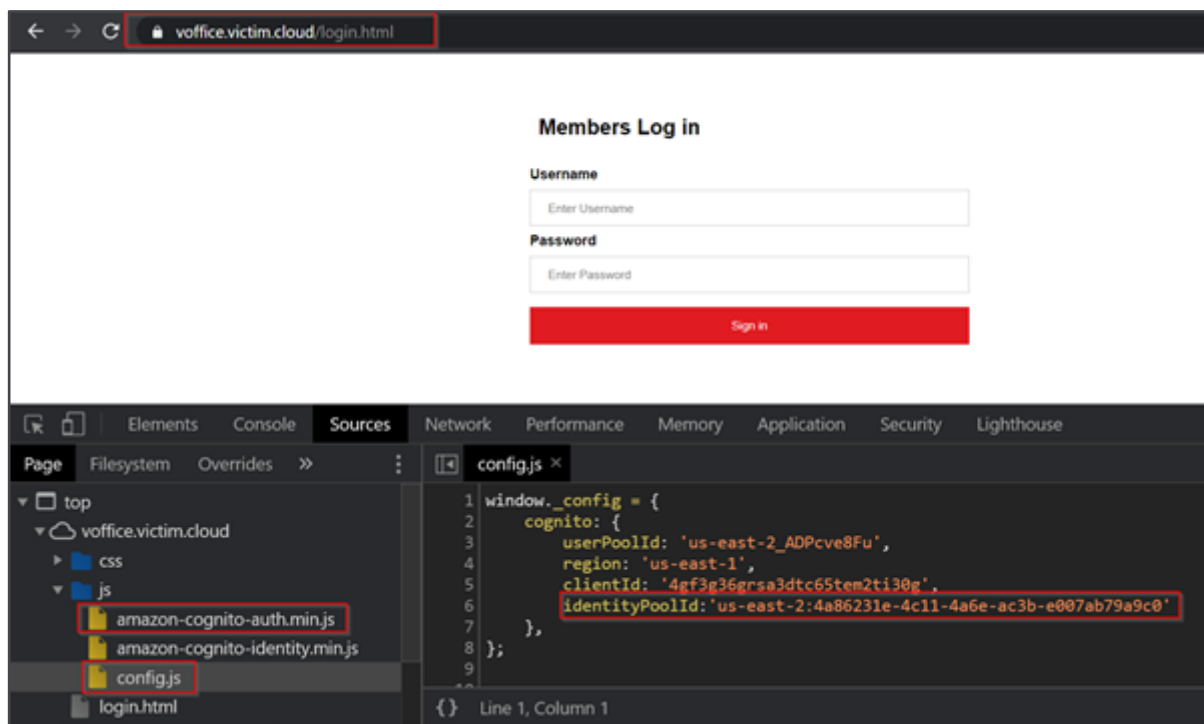 voffice.victim.cloud/login.html
Members Log in
Username
Enter Username
Password
Enter Password
Sign in
Elements Console Sources Network Performance Memory Application Security Lighthouse
Page Filesystem Overrides »
config.js ×
top
voffice.victim.cloud
css
js
amazon-cognito-auth.min.js
amazon-cognito-identity.min.js
config.js
login.html
1 window._config = {
2 cognito: {
3 userPoolId: 'us-east-2_ADPcve8Fu',
4 region: 'us-east-1',
5 clientId: '4gf3g36grsa3dtc65tem2ti30g',
6 identityPoolId:'us-east-2:4a86231e-4c11-4a6e-ac3b-e007ab79a9c0'
7 },
8 };
9
{} Line 1, Column 1